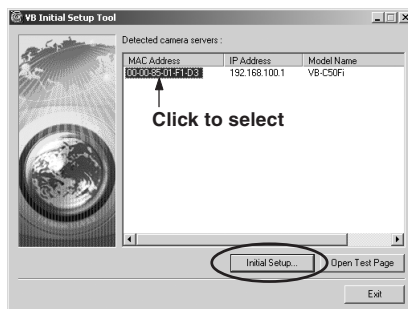 VB Initial Setup Tool
Detected camera servers :
MAC Address IP Address Model Name
00-00-85-01-F1-D3 192.168.100.1 VB-C50Fi
Click to select
Initial Setup... Open Test Page
Exit